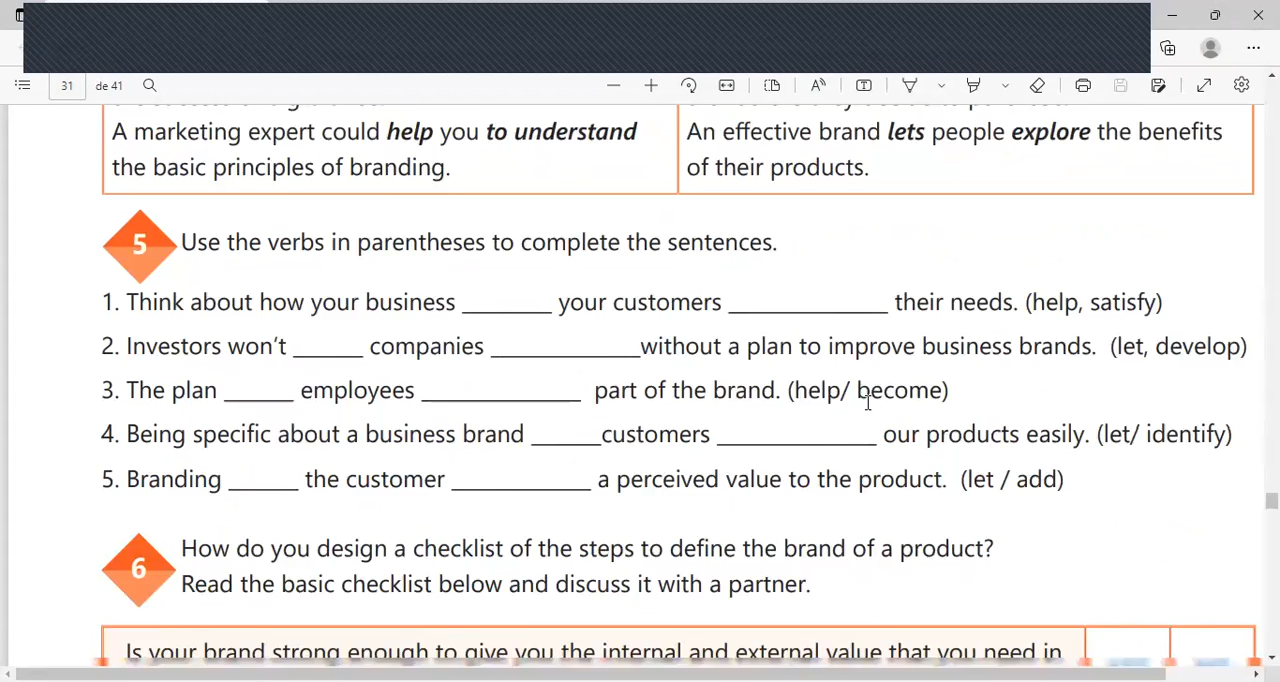 31 de 41
A marketing expert could help you to understand
the basic principles of branding.
An effective brand lets people explore the benefits
of their products.
5 Use the verbs in parentheses to complete the sentences.
1. Think about how your business _______ your customers ______________ their needs. (help, satisfy)
2. Investors won't ______ companies _____________without a plan to improve business brands. (let, develop)
3. The plan ______ employees ______________ part of the brand. (help/ become)
4. Being specific about a business brand ______customers ______________ our products easily. (let/ identify)
5. Branding ______ the customer ____________ a perceived value to the product. (let / add)
6 How do you design a checklist of the steps to define the brand of a product?
Read the basic checklist below and discuss it with a partner.
Is your brand strong enough to give you the internal and external value that you need in